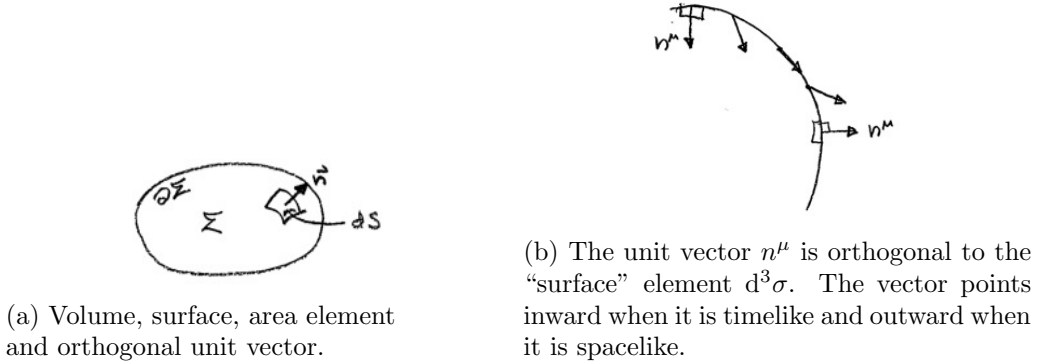 n^μ
n^μ
∂Σ
n⃗
Σ
dS
(a) Volume, surface, area element
and orthogonal unit vector.
(b) The unit vector n^μ is orthogonal to the
“surface” element d³σ. The vector points
inward when it is timelike and outward when
it is spacelike.